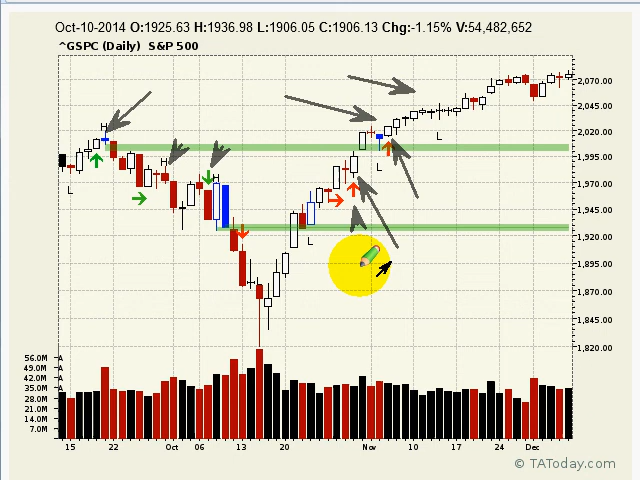 Oct-10-2014 O:1925.63 H:1936.98 L:1906.05 C:1906.13 Chg:-1.15% V:54,482,652
^GSPC (Daily) S&P 500
2,070.00
2,045.00
2,020.00
1,995.00
1,970.00
1,945.00
1,920.00
1,895.00
1,870.00
1,845.00
1,820.00
H
H
H
L
L
L
L
56.0M A
49.0M A
42.0M A
35.0M A
28.0M
21.0M
14.0M
7.0M
15 22 Oct 06 13 20 Nov 10 17 24 Dec
© TAToday.com